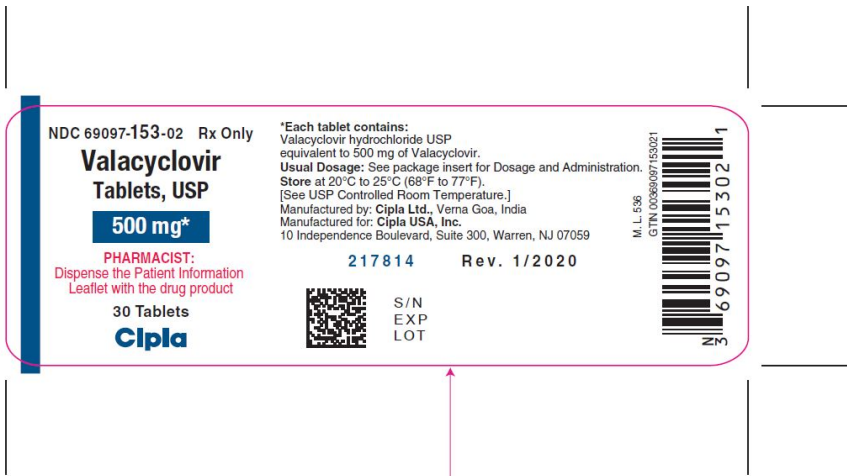 NDC 69097-153-02 Rx Only
Valacyclovir
Tablets, USP
500 mg*
PHARMACIST:
Dispense the Patient Information
Leaflet with the drug product
30 Tablets
Cipla
*Each tablet contains:
Valacyclovir hydrochloride USP
equivalent to 500 mg of Valacyclovir.
Usual Dosage: See package insert for Dosage and Administration.
Store at 20°C to 25°C (68°F to 77°F).
[See USP Controlled Room Temperature.]
Manufactured by: Cipla Ltd., Verna Goa, India
Manufactured for: Cipla USA, Inc.
10 Independence Boulevard, Suite 300, Warren, NJ 07059
217814 Rev. 1/2020
S/N
EXP
LOT
M. L. 536
GTIN 00369097153021
N
3 69097 15302 1